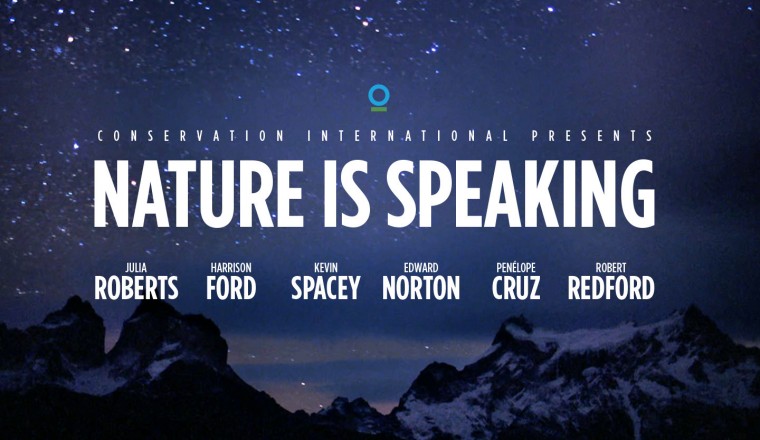 CONSERVATION INTERNATIONAL PRESENTS
NATURE IS SPEAKING
JULIA ROBERTS
HARRISON FORD
KEVIN SPACEY
EDWARD NORTON
PENÉLOPE CRUZ
ROBERT REDFORD